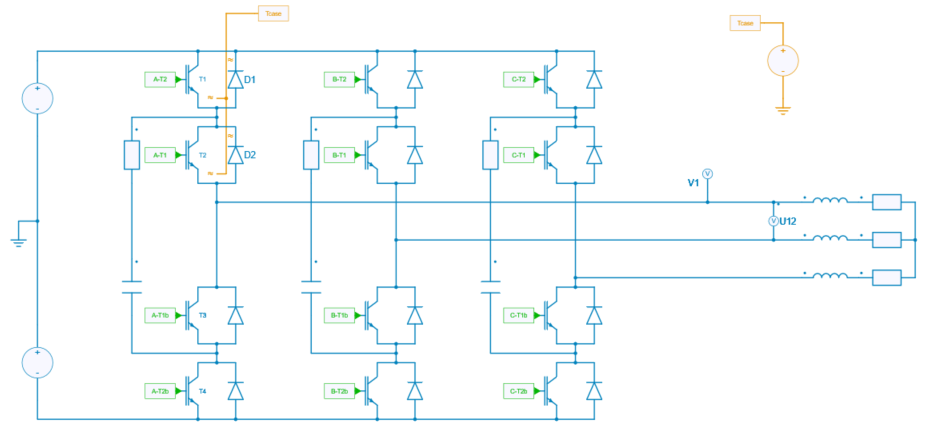 Tcase
Tcase
A-T2
T1
D1
B-T2
C-T2
A-T1
T2
D2
B-T1
C-T1
V1
V
V
U12
A-T1b
T3
B-T1b
C-T1b
A-T2b
T4
B-T2b
C-T2b